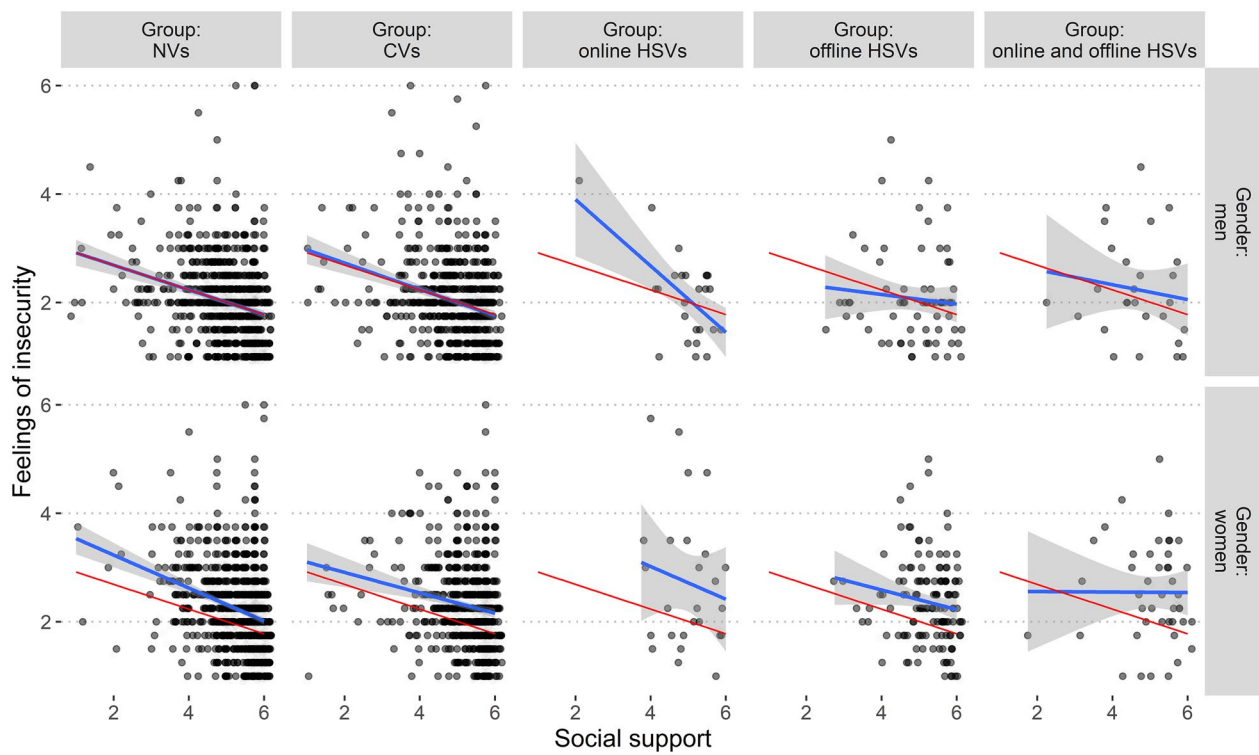 Group:
NVs
Group:
CVs
Group:
online HSVs
Group:
offline HSVs
Group:
online and offline HSVs
6
4
2
Gender:
men
Feelings of insecurity
6
4
2
Gender:
women
2 4 6 2 4 6 2 4 6 2 4 6 2 4 6
Social support